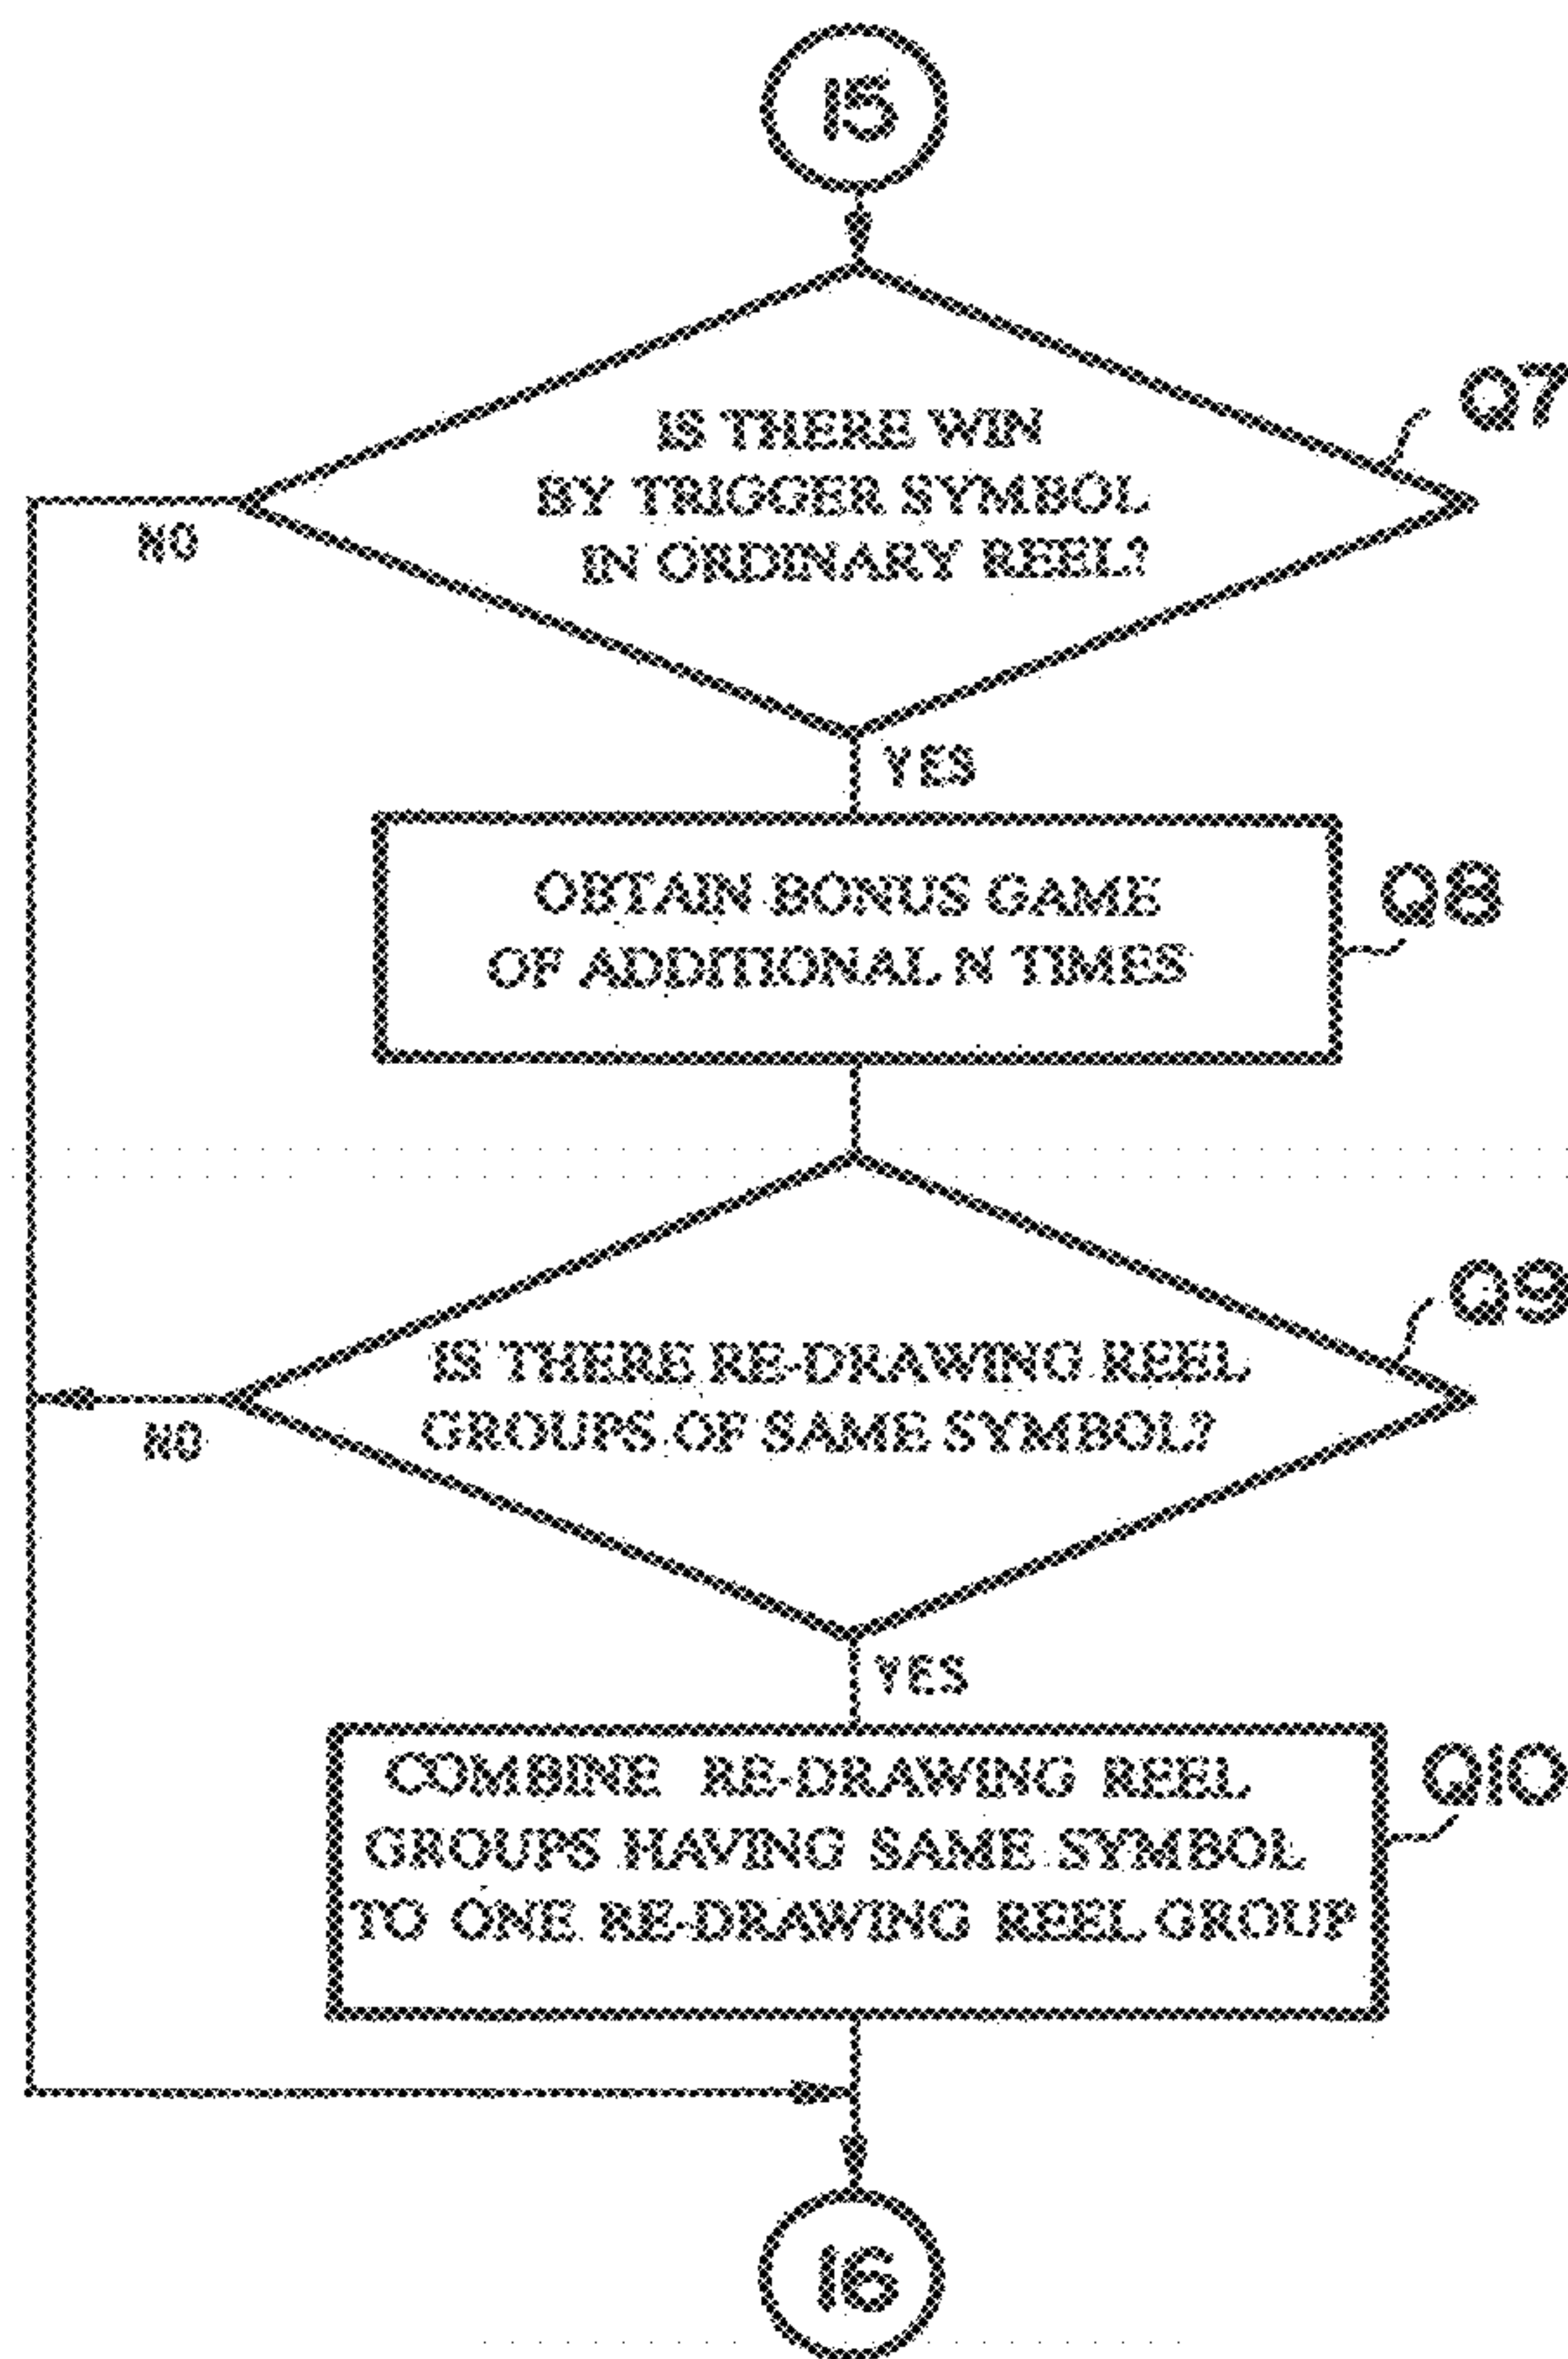 15
Q7
IS THERE WIN
BY TRIGGER SYMBOL
IN ORDINARY REEL?
NO
YES
OBTAIN BONUS GAME
OF ADDITIONAL N TIMES
Q8
Q9
IS THERE RE-DRAWING REEL
GROUPS OF SAME SYMBOL?
NO
YES
COMBINE RE-DRAWING REEL
GROUPS HAVING SAME SYMBOL
TO ONE RE-DRAWING REEL GROUP
Q10
16